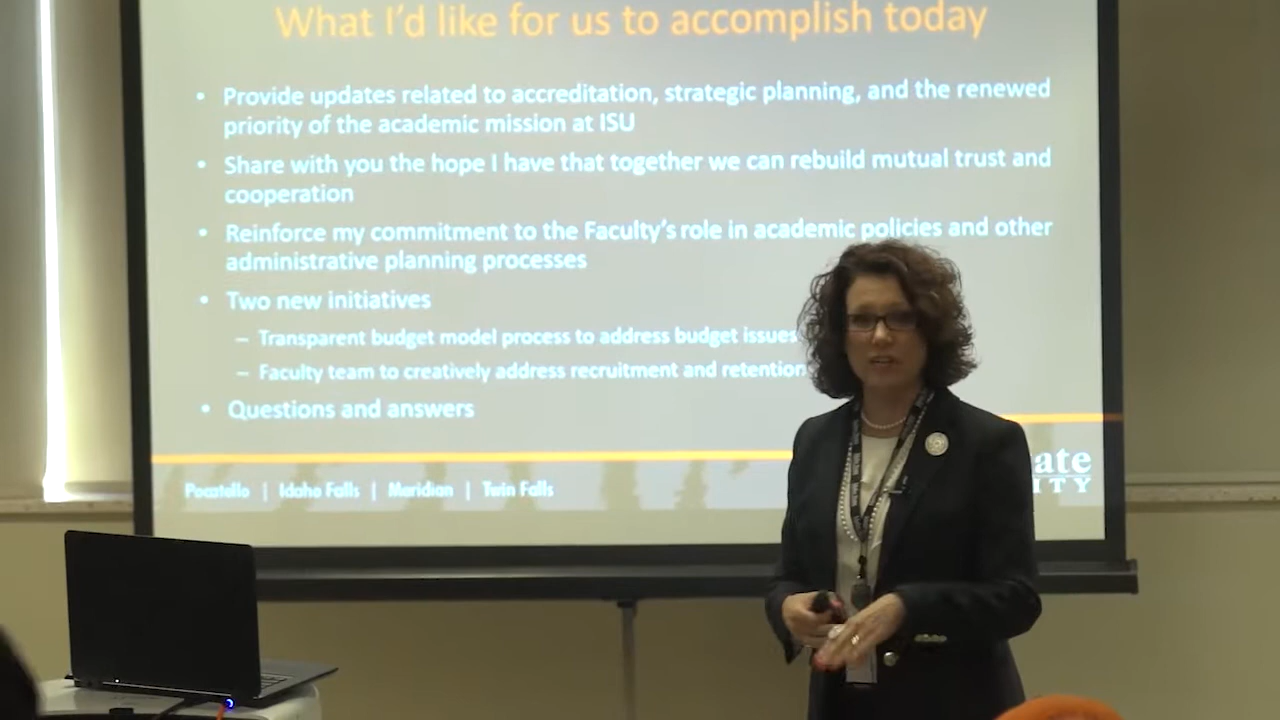 What I'd like for us to accomplish today
• Provide updates related to accreditation, strategic planning, and the renewed
priority of the academic mission at ISU
• Share with you the hope I have that together we can rebuild mutual trust and
cooperation
• Reinforce my commitment to the Faculty's role in academic policies and other
administrative planning processes
• Two new initiatives
– Transparent budget model process to address budget issues
– Faculty team to creatively address recruitment and retention
• Questions and answers
Pocatello | Idaho Falls | Meridian | Twin Falls
ate
ITY